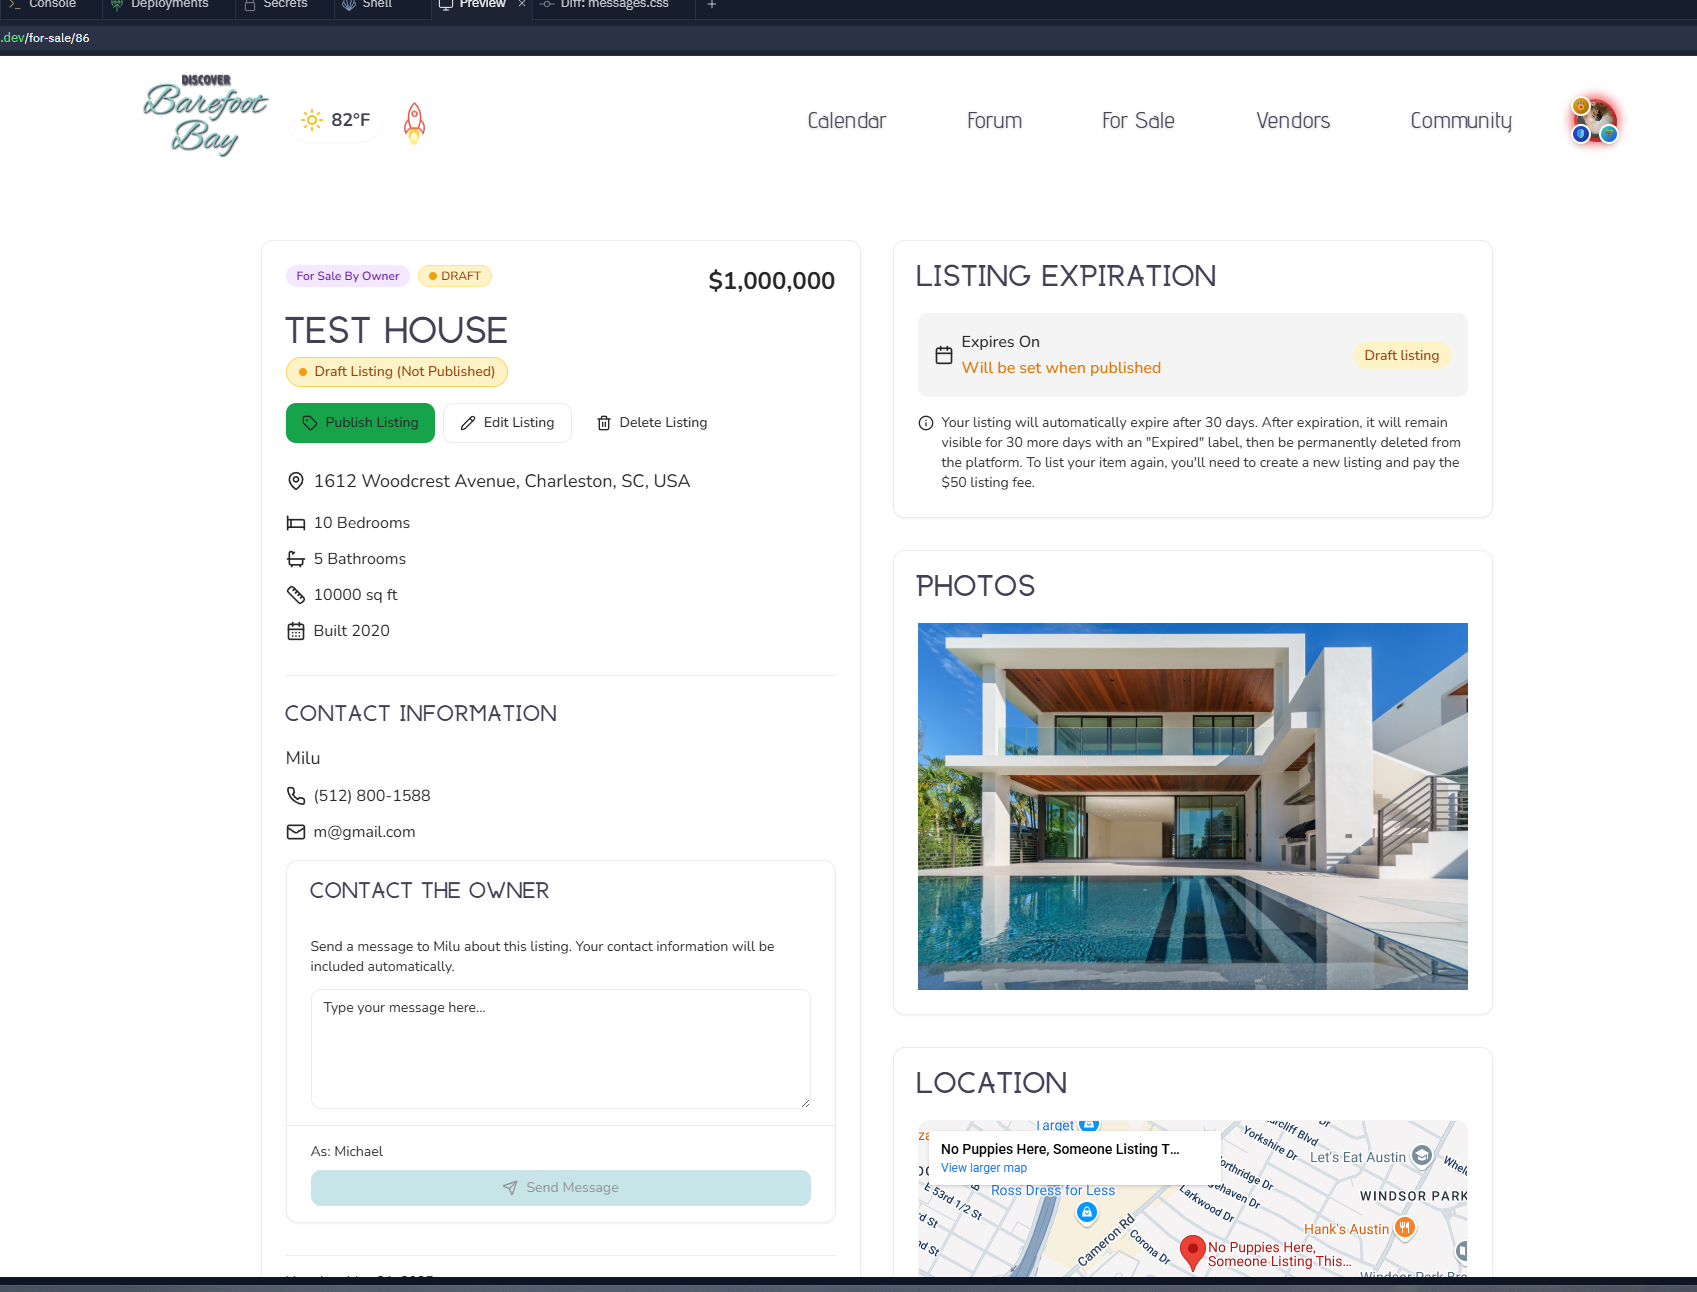 Console
Deployments
Secrets
Shell
Preview
Diff: messages.css
.dev/for-sale/86
DISCOVER
Barefoot
Bay
82°F
Calendar
Forum
For Sale
Vendors
Community
For Sale By Owner
DRAFT
$1,000,000
TEST HOUSE
Draft Listing (Not Published)
Publish Listing
Edit Listing
Delete Listing
1612 Woodcrest Avenue, Charleston, SC, USA
10 Bedrooms
5 Bathrooms
10000 sq ft
Built 2020
CONTACT INFORMATION
Milu
(512) 800-1588
m@gmail.com
CONTACT THE OWNER
Send a message to Milu about this listing. Your contact information will be
included automatically.
Type your message here...
As: Michael
Send Message
LISTING EXPIRATION
Expires On
Will be set when published
Draft listing
Your listing will automatically expire after 30 days. After expiration, it will remain
visible for 30 more days with an "Expired" label, then be permanently deleted from
the platform. To list your item again, you'll need to create a new listing and pay the
$50 listing fee.
PHOTOS
LOCATION
Target
No Puppies Here, Someone Listing T...
View larger map
Ross Dress for Less
E 53rd 1/2 St
Cameron Rd
Corona Dr
Larkwood Dr
Yorkshire Dr
Let's Eat Austin
WINDSOR PARK
Hank's Austin
No Puppies Here,
Someone Listing This...